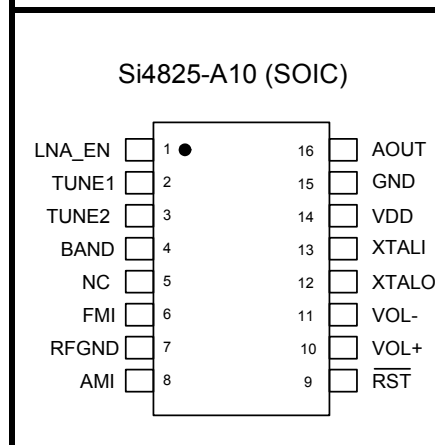 Si4825-A10 (SOIC)
LNA_EN 1 16 AOUT
TUNE1 2 15 GND
TUNE2 3 14 VDD
BAND 4 13 XTALI
NC 5 12 XTALO
FMI 6 11 VOL-
RFGND 7 10 VOL+
AMI 8 9 RST